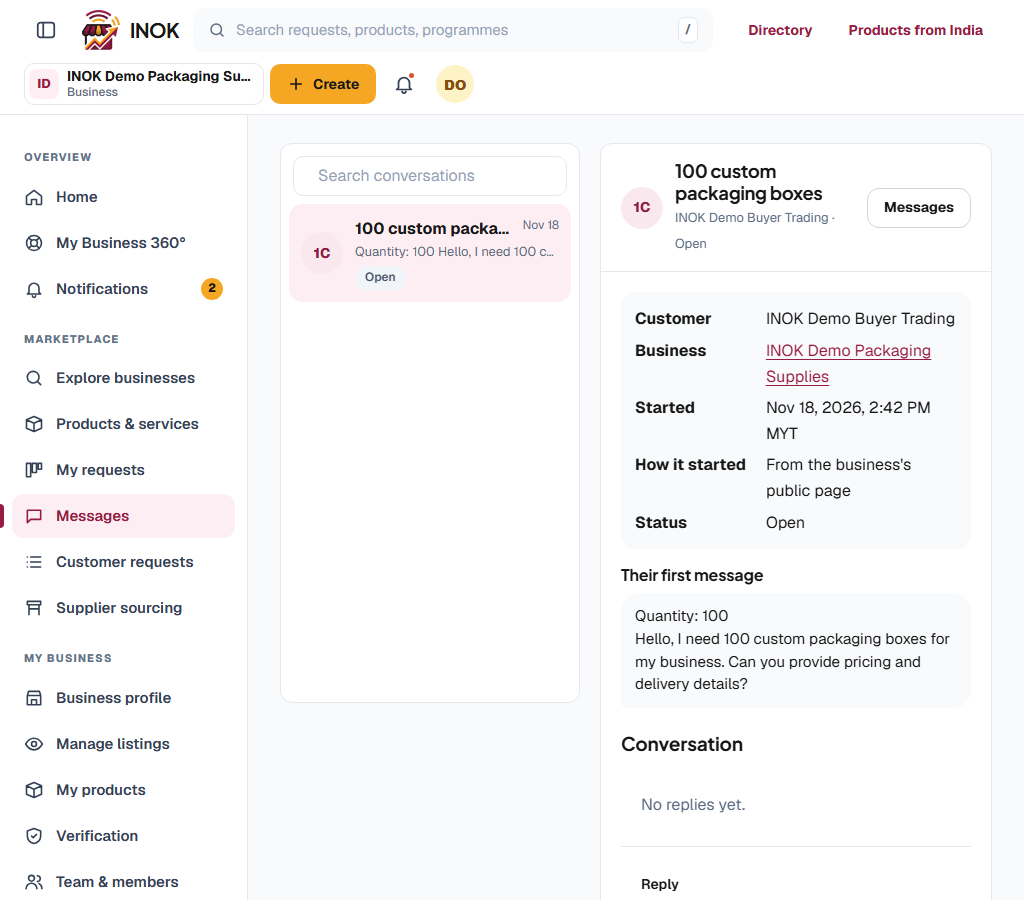 INOK
Search requests, products, programmes
/
Directory
Products from India
ID
INOK Demo Packaging Su...
Business
Create
DO
OVERVIEW
Home
My Business 360°
Notifications
2
MARKETPLACE
Explore businesses
Products & services
My requests
Messages
Customer requests
Supplier sourcing
MY BUSINESS
Business profile
Manage listings
My products
Verification
Team & members
Search conversations
1C
100 custom packa...
Nov 18
Quantity: 100 Hello, I need 100 c...
Open
1C
100 custom
packaging boxes
INOK Demo Buyer Trading ·
Open
Messages
Customer
INOK Demo Buyer Trading
Business
INOK Demo Packaging
Supplies
Started
Nov 18, 2026, 2:42 PM
MYT
How it started
From the business's
public page
Status
Open
Their first message
Quantity: 100
Hello, I need 100 custom packaging boxes for
my business. Can you provide pricing and
delivery details?
Conversation
No replies yet.
Reply